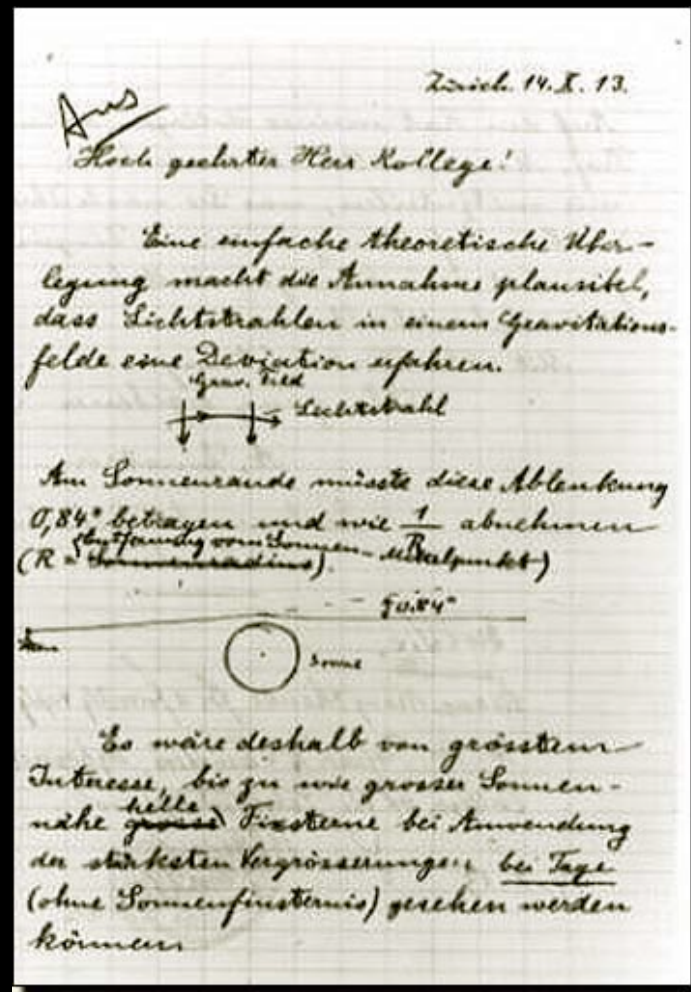 Zürich. 14. X. 13.
Aus
Hoch geehrter Herr Kollege!
Eine einfache theoretische Über-
legung macht die Annahme plausibel,
dass Lichtstrahlen in einem Gravitations-
felde eine Deviation erfahren.
Grav. Feld
Lichtstrahl
Am Sonnenrande müsste diese Ablenkung
0,84" betragen und wie 1/R abnehmen
(R = Sonnenradius) Entfernung vom Sonnen-Mittelpunkt)
0.84"
Sonne
Es wäre deshalb von grösstem
Interesse, bis zu wie grosser Sonnen-
nähe grosse helle Fixsterne bei Anwendung
der stärksten Vergrösserungen bei Tage
(ohne Sonnenfinsternis) gesehen werden
können.